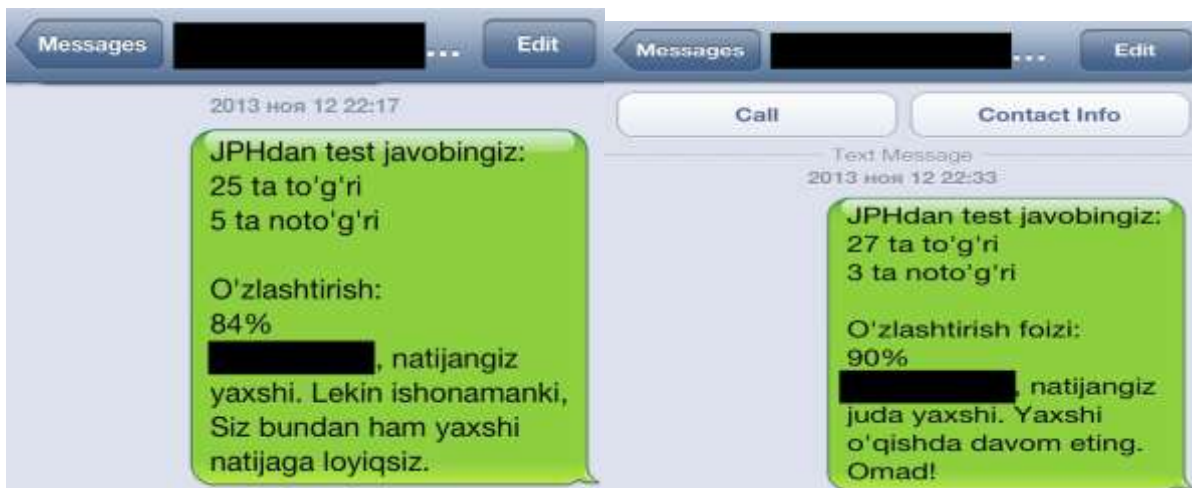 Messages
...
Edit
2013 ноя 12 22:17
JPHdan test javobingiz:
25 ta to'g'ri
5 ta noto'g'ri
O'zlashtirish:
84%
, natijangiz
yaxshi. Lekin ishonamanki,
Siz bundan ham yaxshi
natijaga loyiqsiz.
Messages
...
Edit
Call
Contact Info
Text Message
2013 ноя 12 22:33
JPHdan test javobingiz:
27 ta to'g'ri
3 ta noto'g'ri
O'zlashtirish foizi:
90%
, natijangiz
juda yaxshi. Yaxshi
o'qishda davom eting.
Omad!